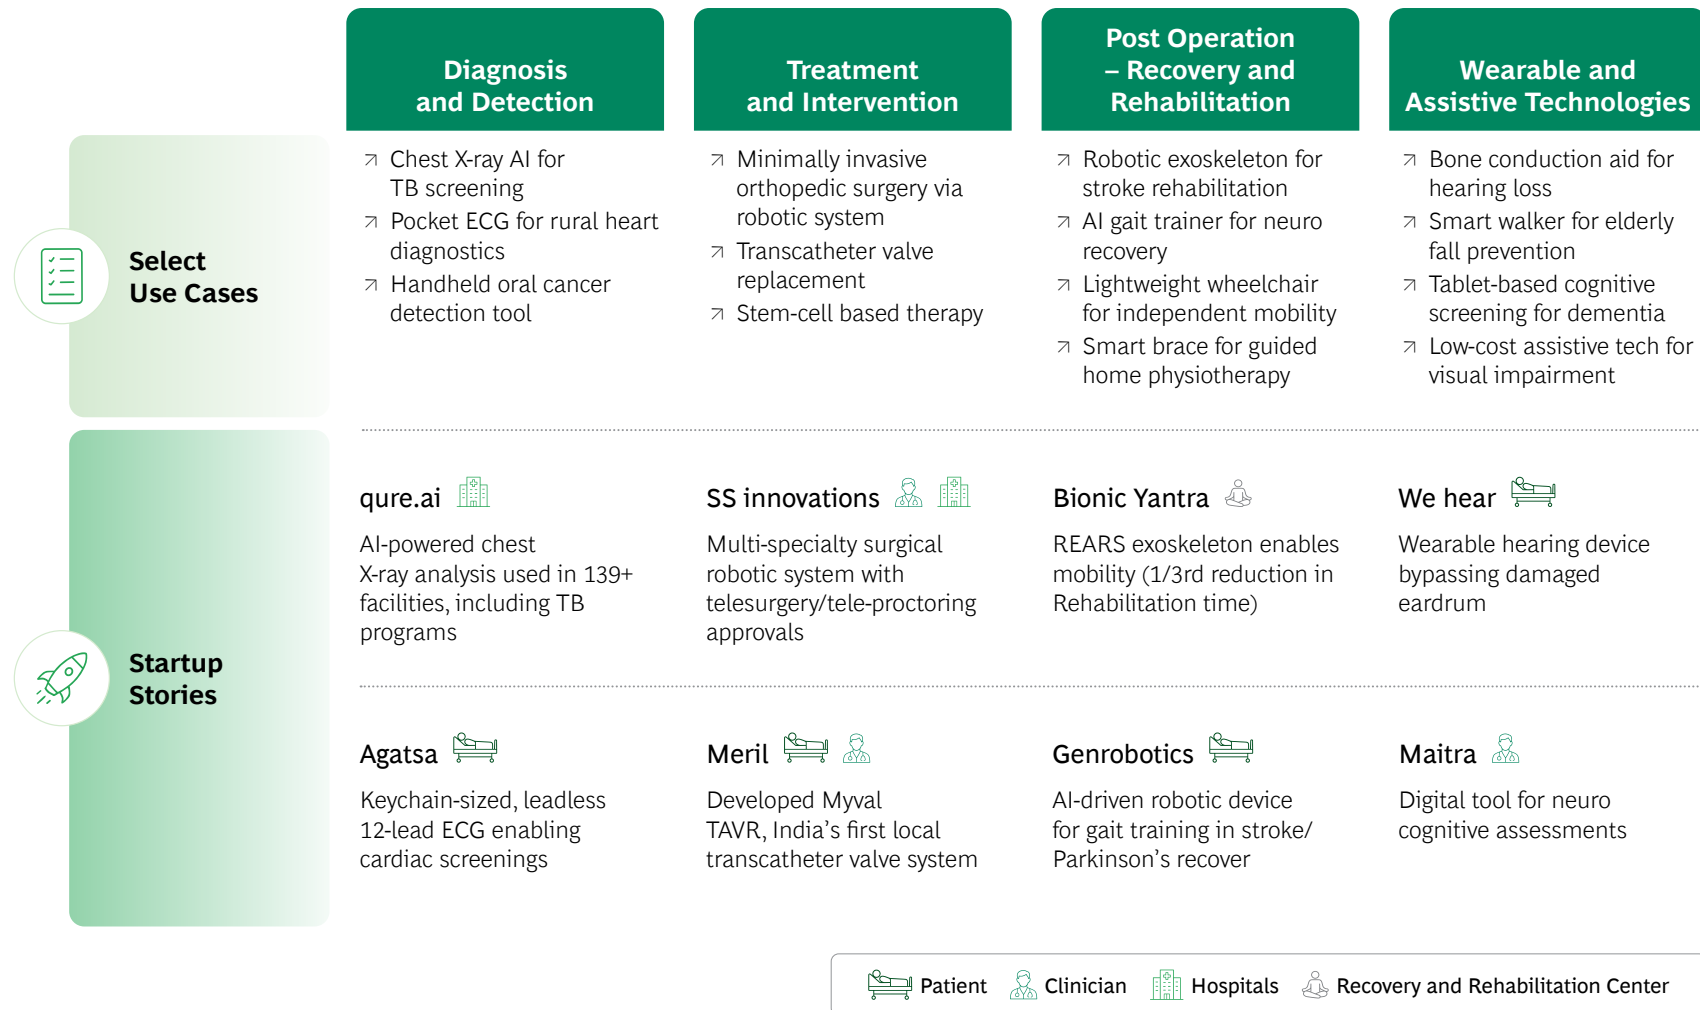 Diagnosis
and Detection
Treatment
and Intervention
Post Operation
– Recovery and
Rehabilitation
Wearable and
Assistive Technologies
Select
Use Cases
Chest X-ray AI for
TB screening
Pocket ECG for rural heart
diagnostics
Handheld oral cancer
detection tool
Minimally invasive
orthopedic surgery via
robotic system
Transcatheter valve
replacement
Stem-cell based therapy
Robotic exoskeleton for
stroke rehabilitation
AI gait trainer for neuro
recovery
Lightweight wheelchair
for independent mobility
Smart brace for guided
home physiotherapy
Bone conduction aid for
hearing loss
Smart walker for elderly
fall prevention
Tablet-based cognitive
screening for dementia
Low-cost assistive tech for
visual impairment
Startup
Stories
qure.ai
AI-powered chest
X-ray analysis used in 139+
facilities, including TB
programs
SS innovations
Multi-specialty surgical
robotic system with
telesurgery/tele-proctoring
approvals
Bionic Yantra
REARS exoskeleton enables
mobility (1/3rd reduction in
Rehabilitation time)
We hear
Wearable hearing device
bypassing damaged
eardrum
Agatsa
Keychain-sized, leadless
12-lead ECG enabling
cardiac screenings
Meril
Developed Myval
TAVR, India’s first local
transcatheter valve system
Genrobotics
AI-driven robotic device
for gait training in stroke/
Parkinson’s recover
Maitra
Digital tool for neuro
cognitive assessments
Patient
Clinician
Hospitals
Recovery and Rehabilitation Center